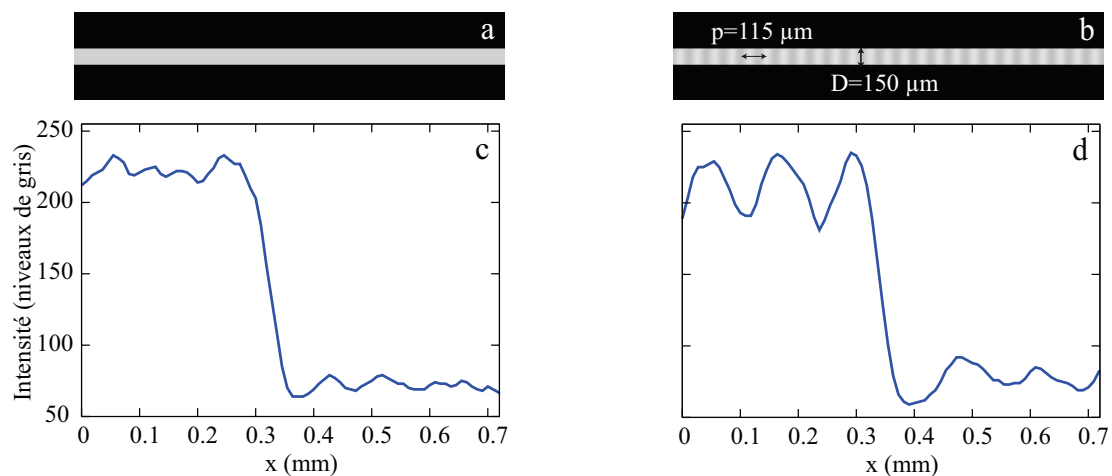 a
b
p=115 µm
D=150 µm
c
d
Intensité (niveaux de gris)
250
200
150
100
50
0 0.1 0.2 0.3 0.4 0.5 0.6 0.7
x (mm)
0 0.1 0.2 0.3 0.4 0.5 0.6 0.7
x (mm)